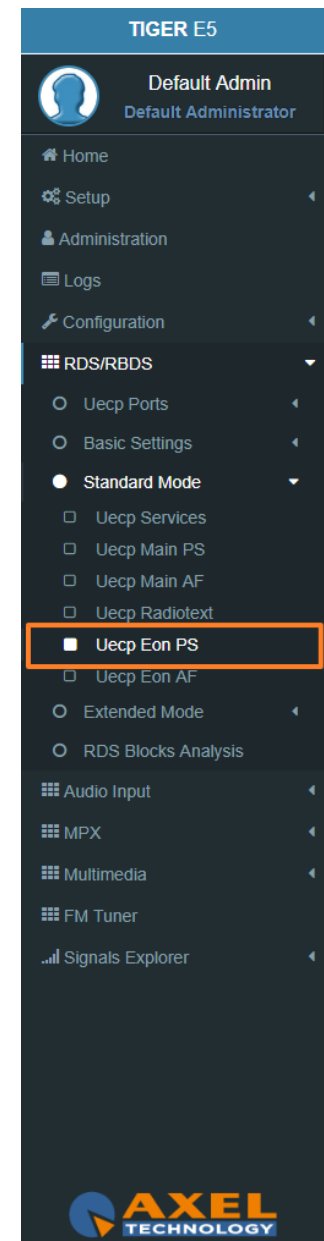 TIGER E5
Default Admin
Default Administrator
Home
Setup
Administration
Logs
Configuration
RDS/RBDS
Uecp Ports
Basic Settings
Standard Mode
Uecp Services
Uecp Main PS
Uecp Main AF
Uecp Radiotext
Uecp Eon PS
Uecp Eon AF
Extended Mode
RDS Blocks Analysis
Audio Input
MPX
Multimedia
FM Tuner
Signals Explorer
AXEL
TECHNOLOGY